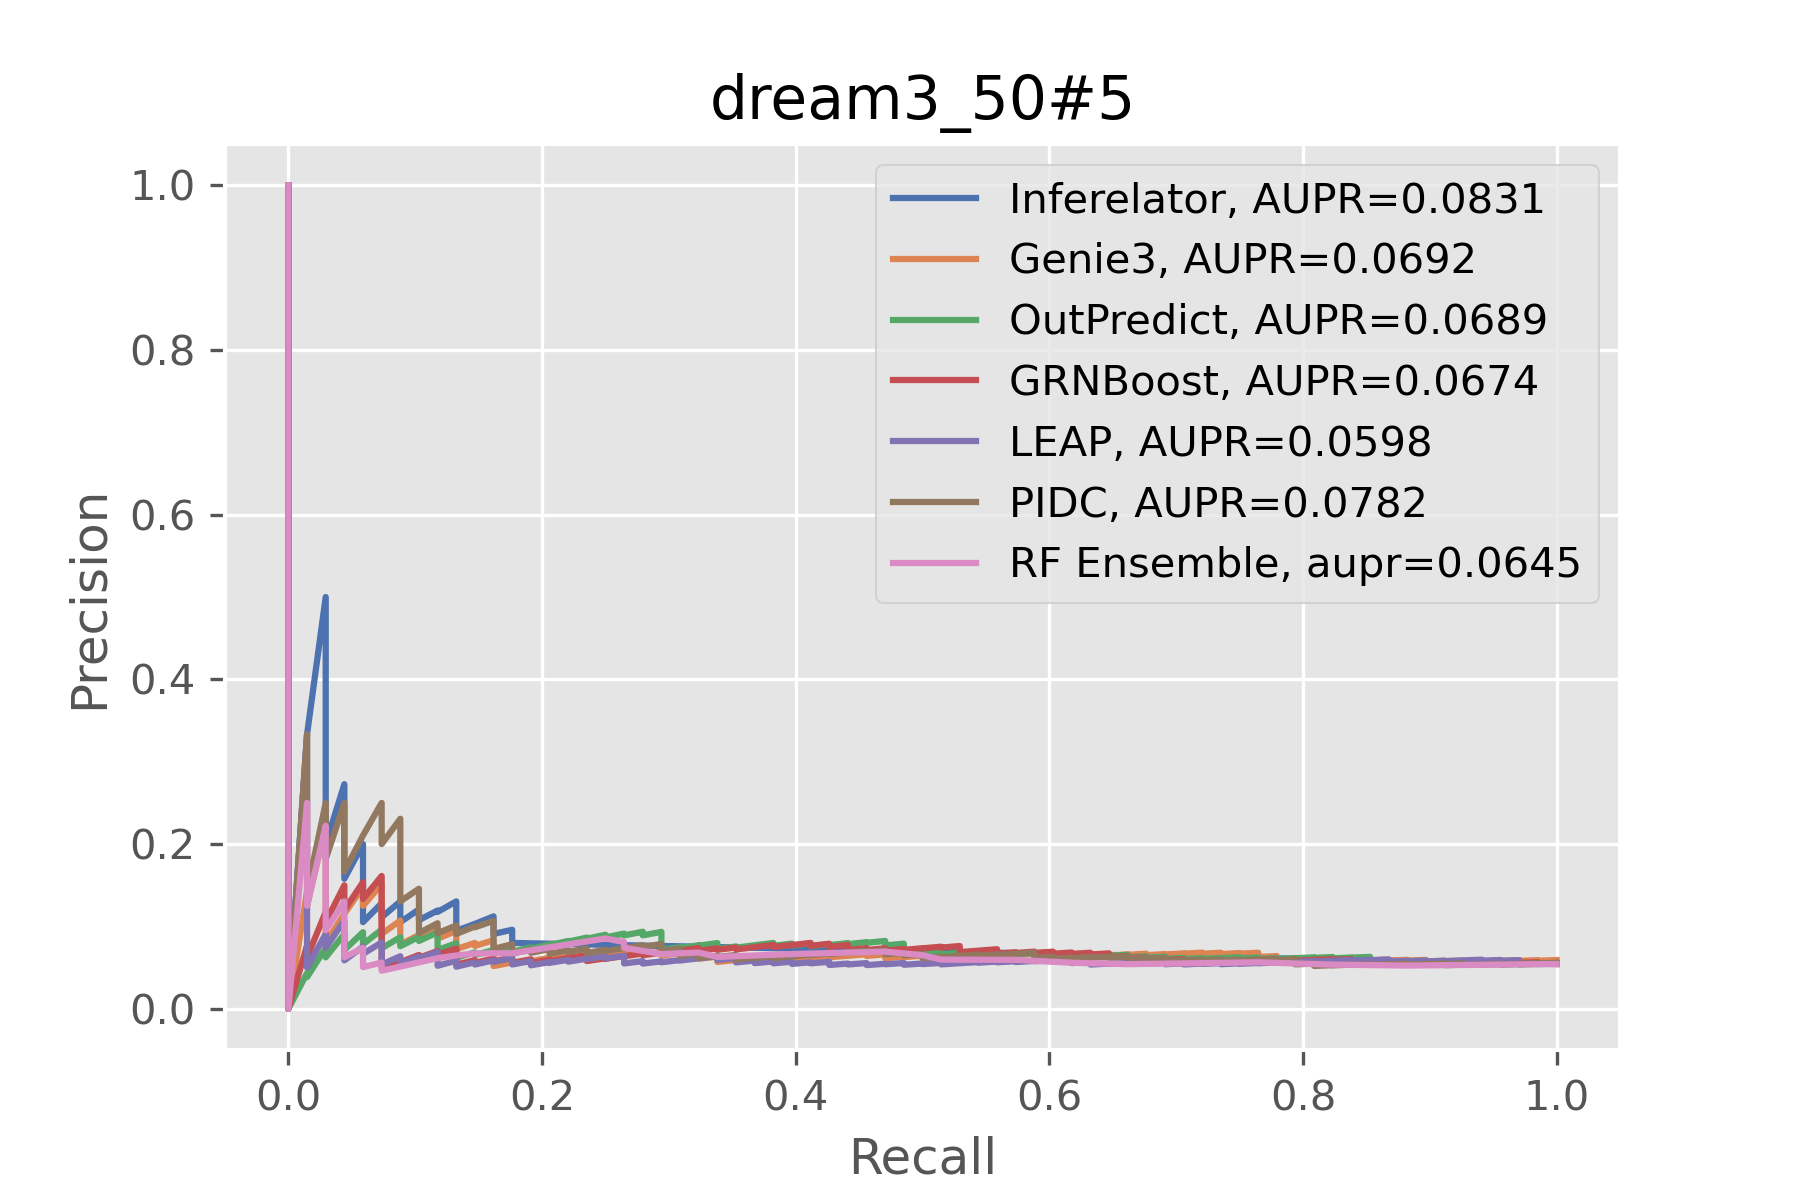 dream3_50#5
1.0
0.8
0.6
0.4
0.2
0.0
Precision
Inferelator, AUPR=0.0831
Genie3, AUPR=0.0692
OutPredict, AUPR=0.0689
GRNBoost, AUPR=0.0674
LEAP, AUPR=0.0598
PIDC, AUPR=0.0782
RF Ensemble, aupr=0.0645
0.0 0.2 0.4 0.6 0.8 1.0
Recall